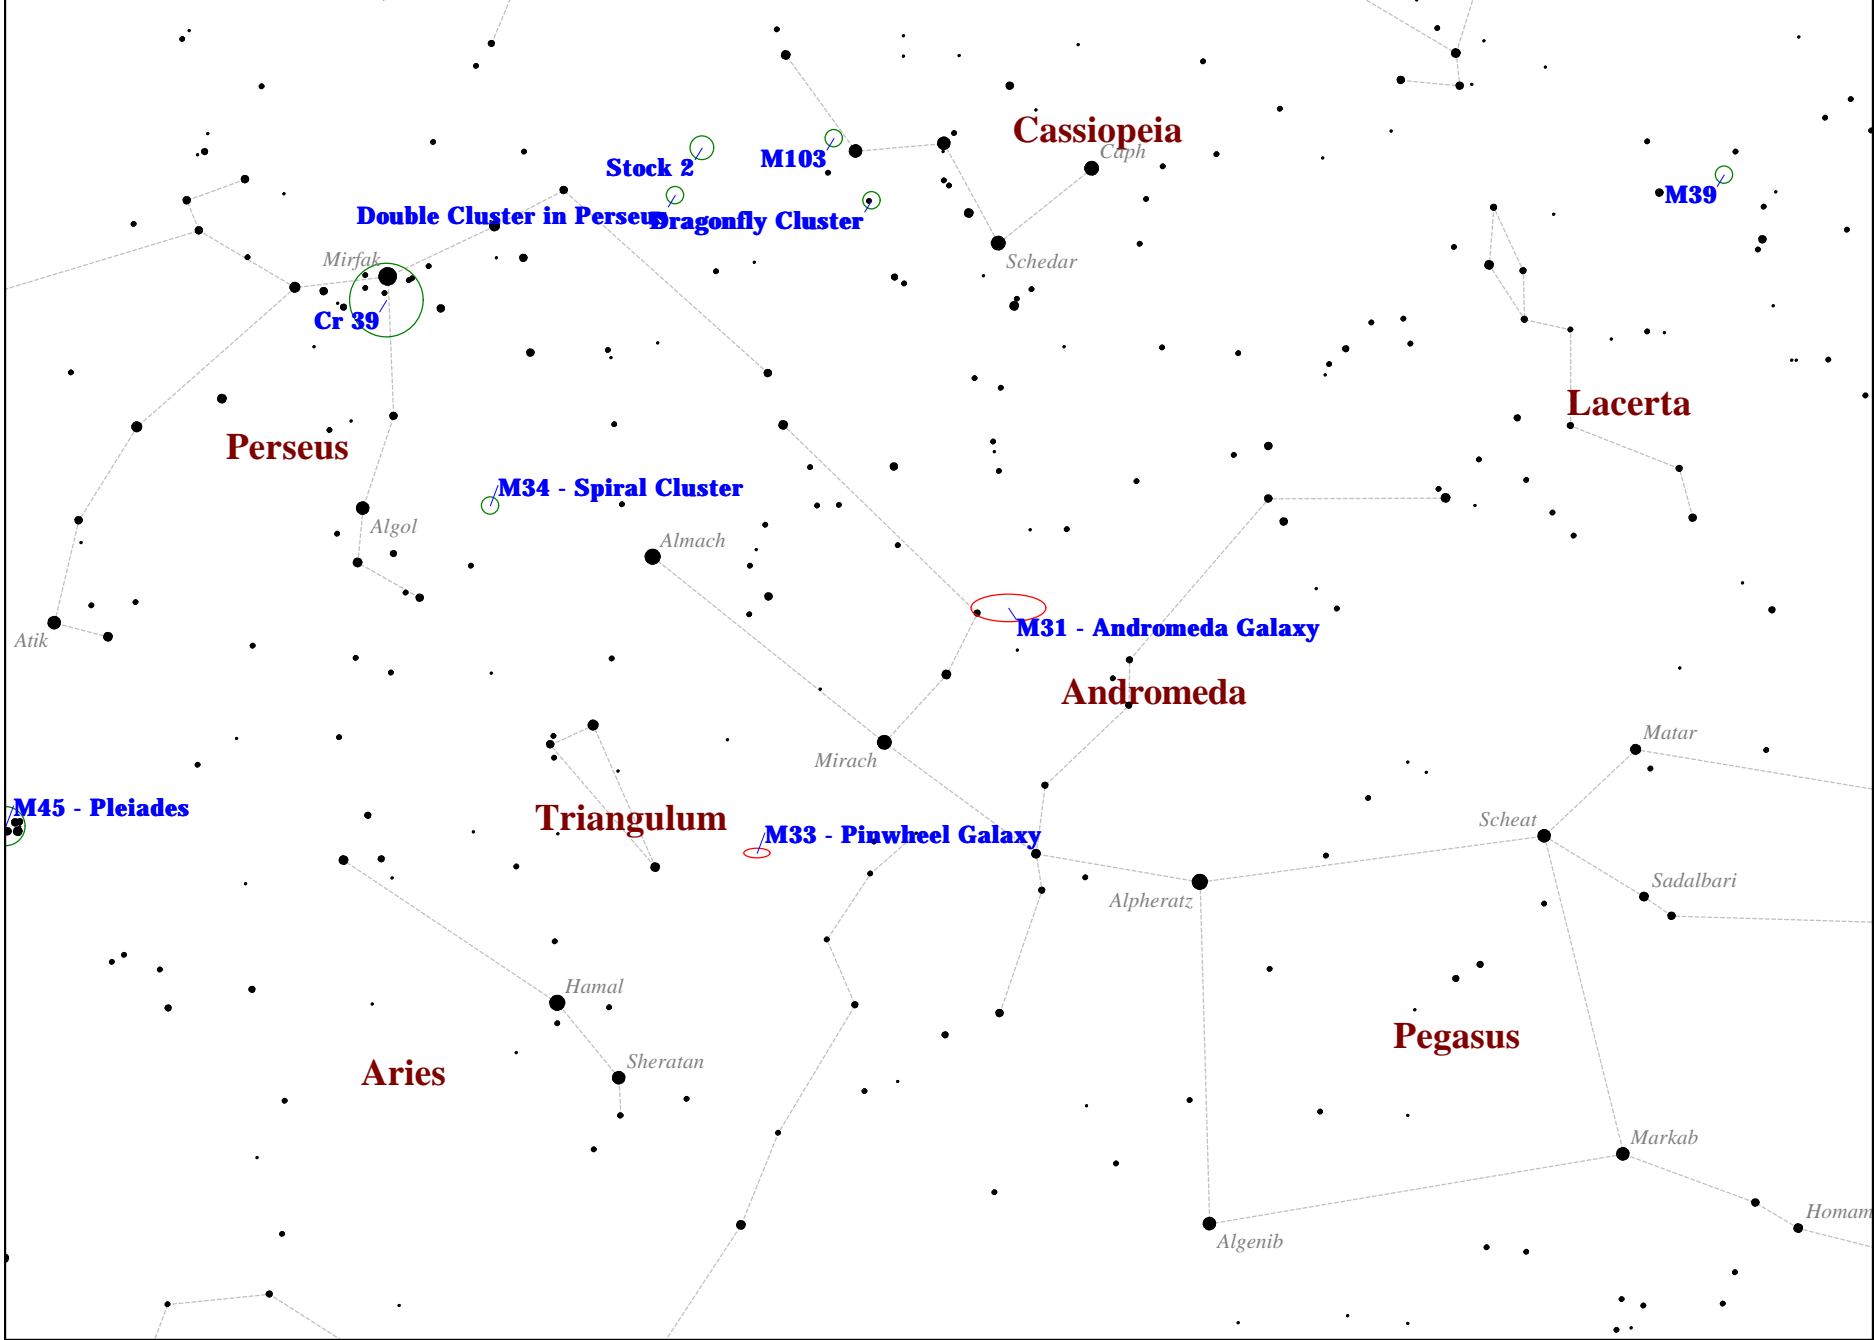 Cassiopeia
Caph
Stock 2
M103
M39
Double Cluster in Perseus
Dragonfly Cluster
Mirfak
Schedar
Cr 39
Lacerta
Perseus
M34 - Spiral Cluster
Algol
Almach
M31 - Andromeda Galaxy
Atik
Andromeda
Matar
Mirach
M45 - Pleiades
Triangulum
M33 - Pinwheel Galaxy
Scheat
Sadalbari
Alpheratz
Hamal
Pegasus
Sheratan
Aries
Markab
Homam
Algenib